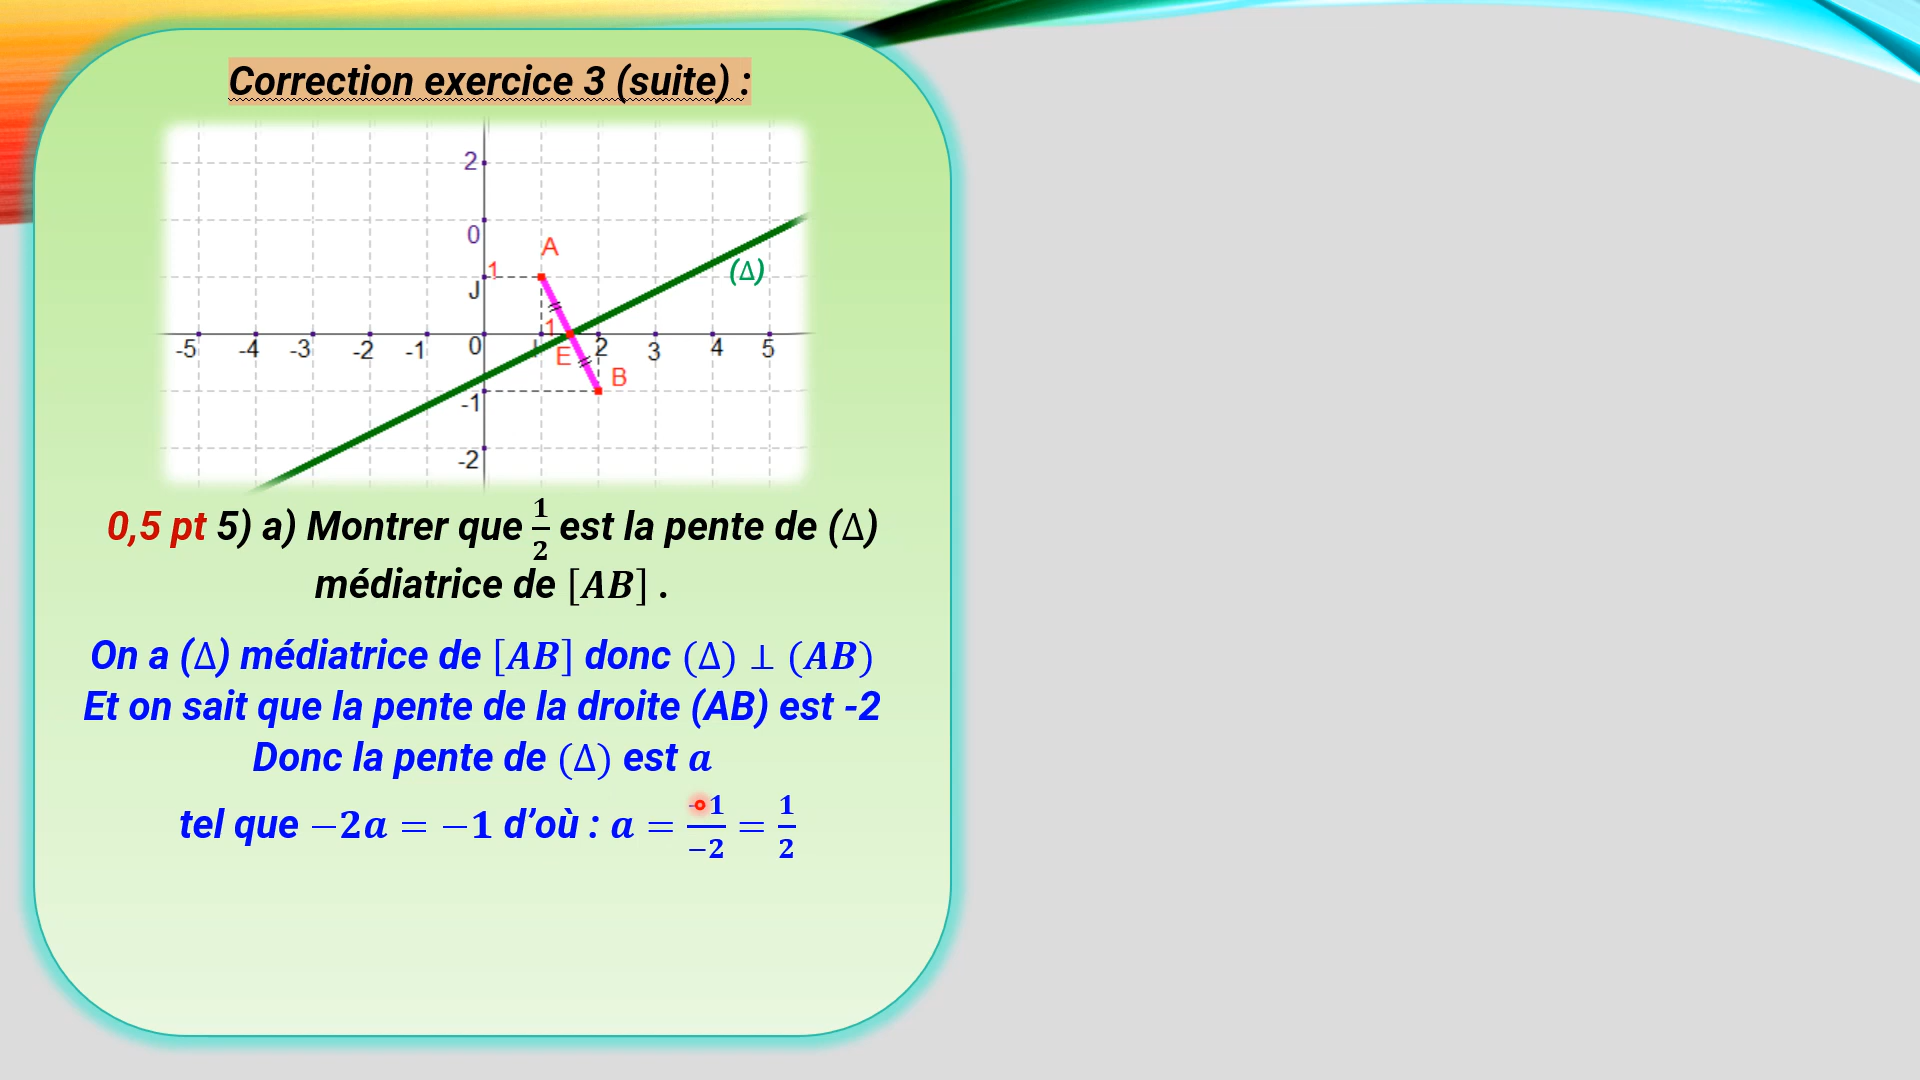 Correction exercice 3 (suite) :
2
0
A
1
(Δ)
J
1
-5 -4 -3 -2 -1 0 2 3 4 5
E
B
-1
-2
0,5 pt 5) a) Montrer que 1/2 est la pente de (Δ)
médiatrice de [AB] .
On a (Δ) médiatrice de [AB] donc (Δ) ⊥ (AB)
Et on sait que la pente de la droite (AB) est -2
Donc la pente de (Δ) est a
tel que −2a = −1 d’où : a = −1/−2 = 1/2